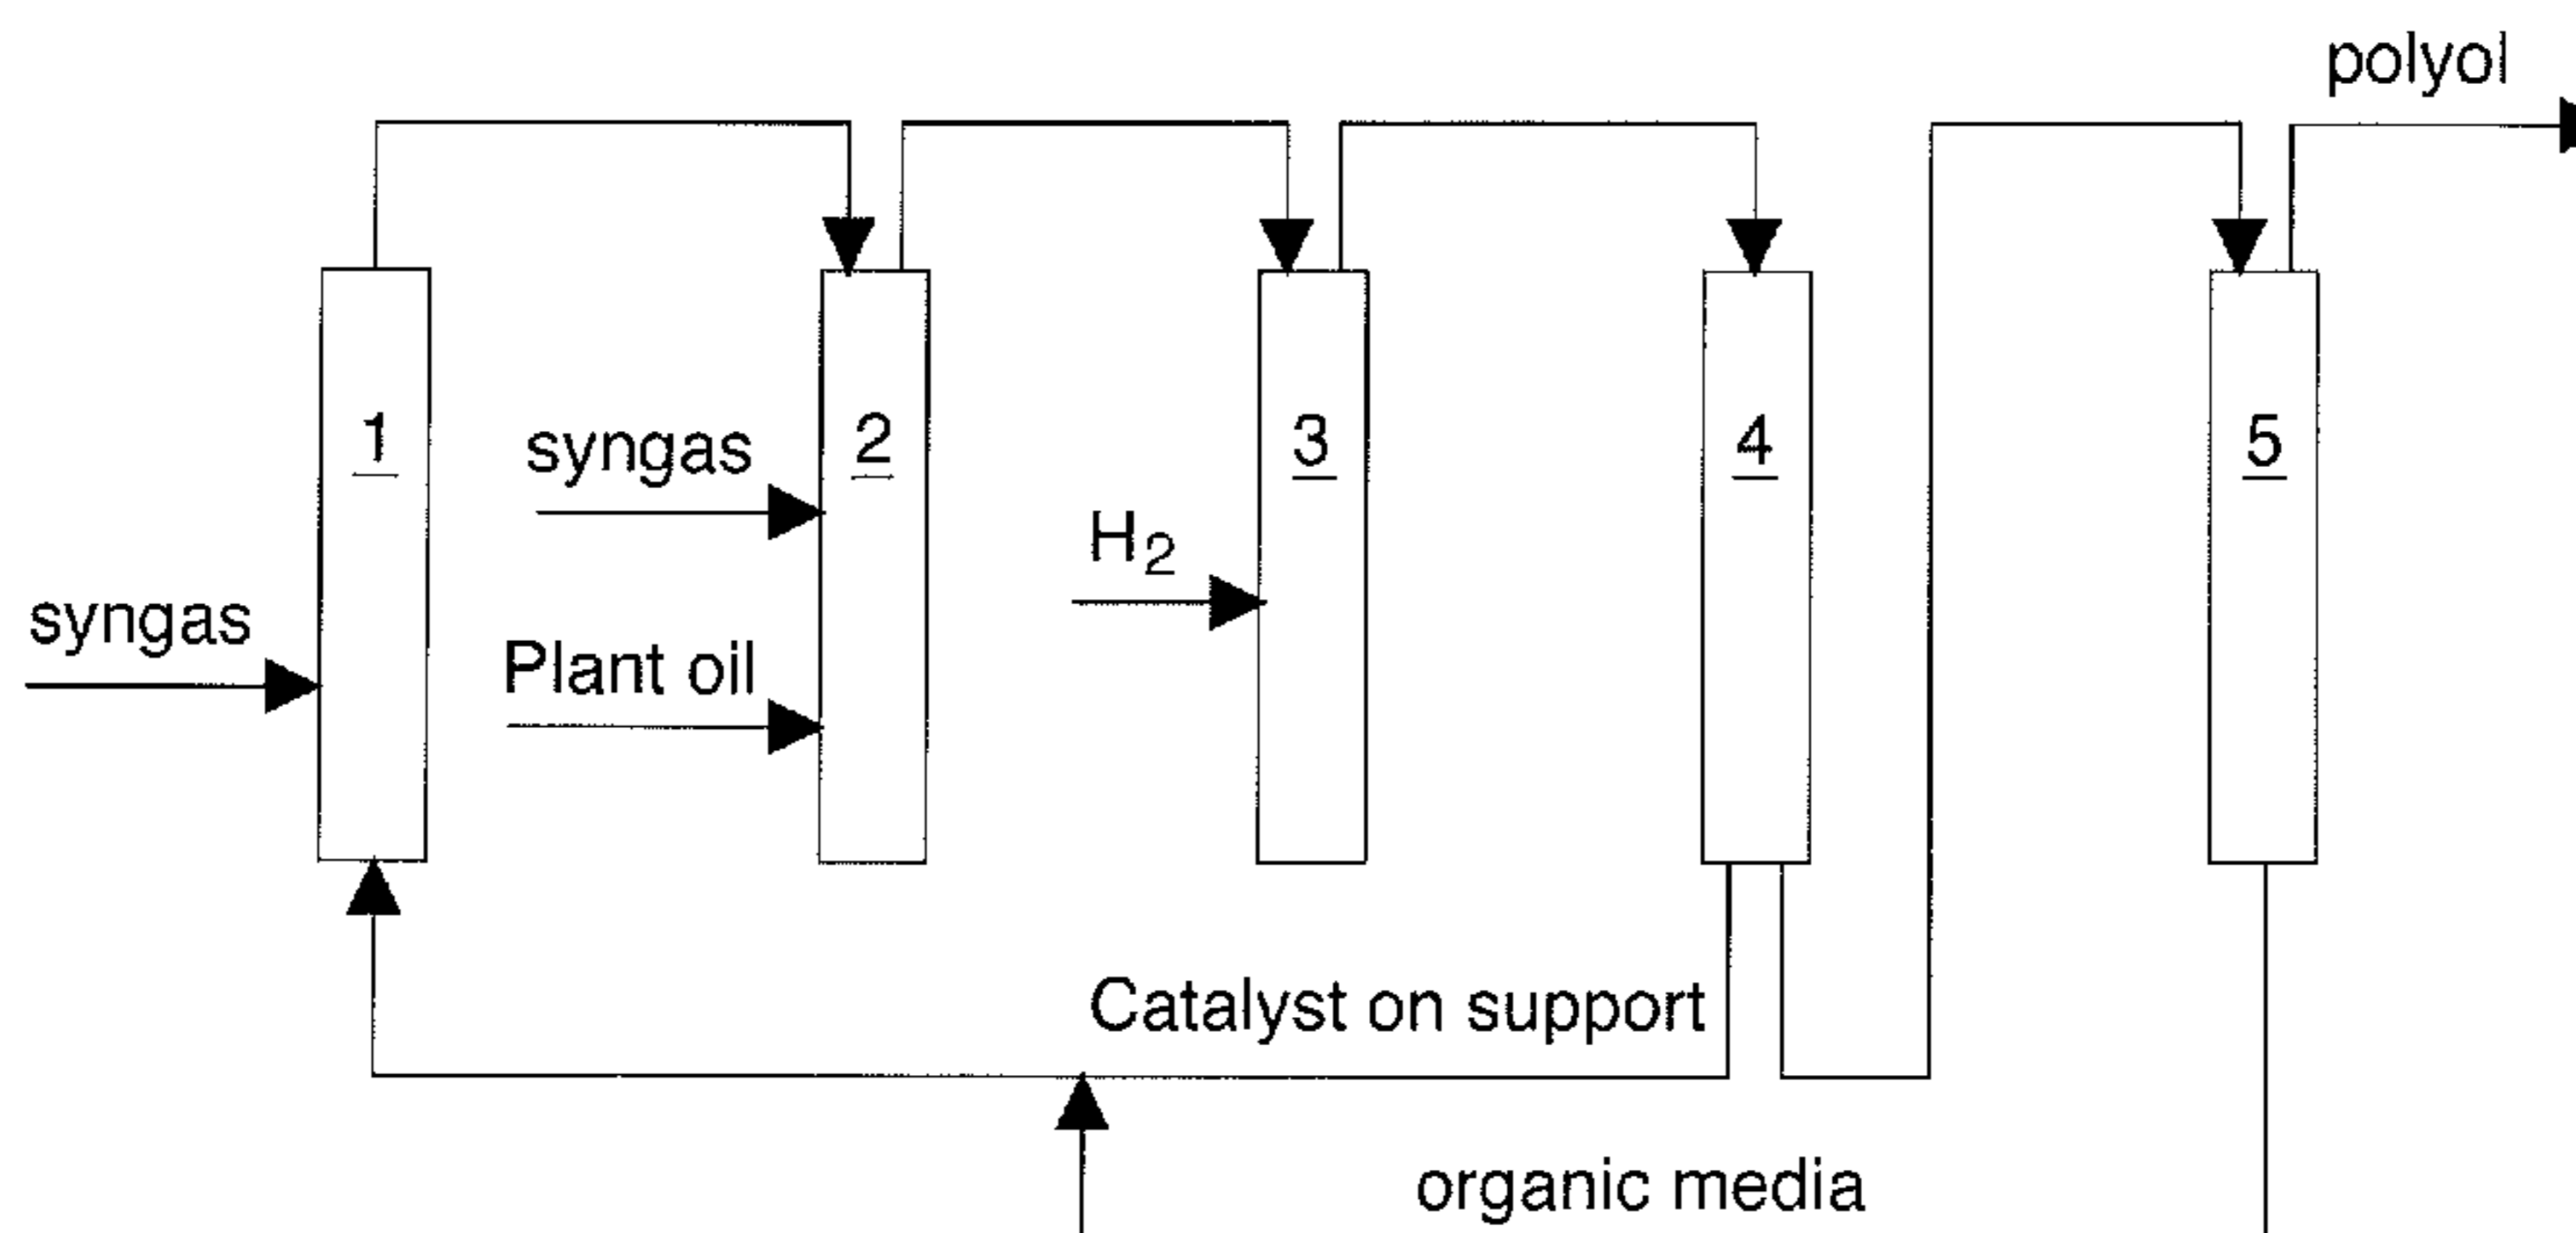 polyol
1
2
3
4
5
syngas
H2
syngas
Plant oil
Catalyst on support
organic media